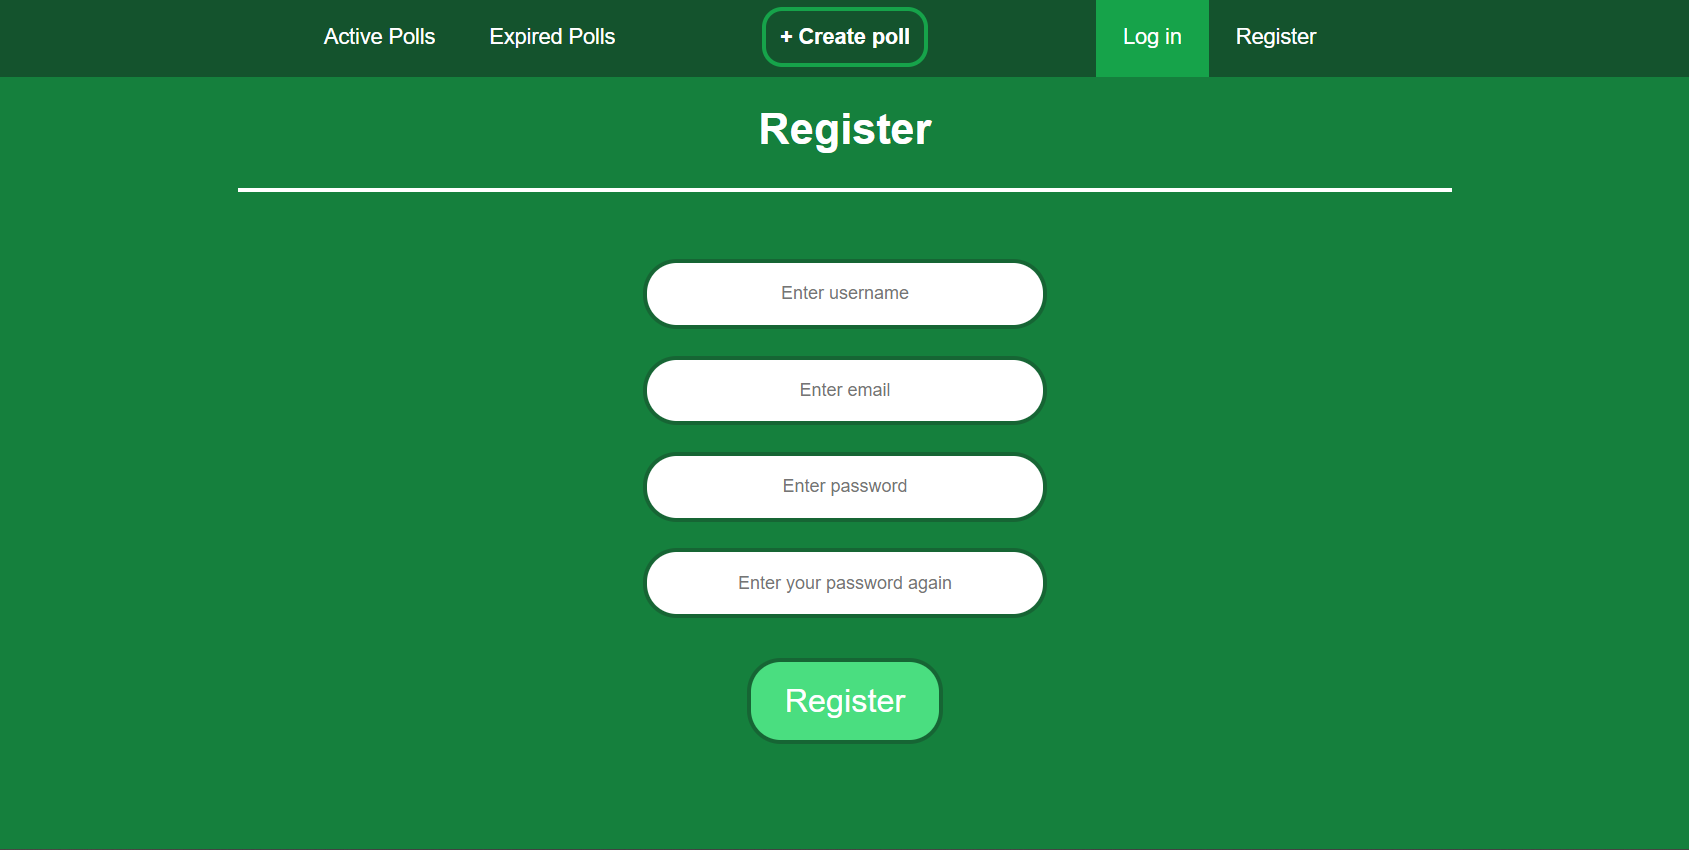 Active Polls Expired Polls + Create poll Log in Register
Register
Enter username
Enter email
Enter password
Enter your password again
Register